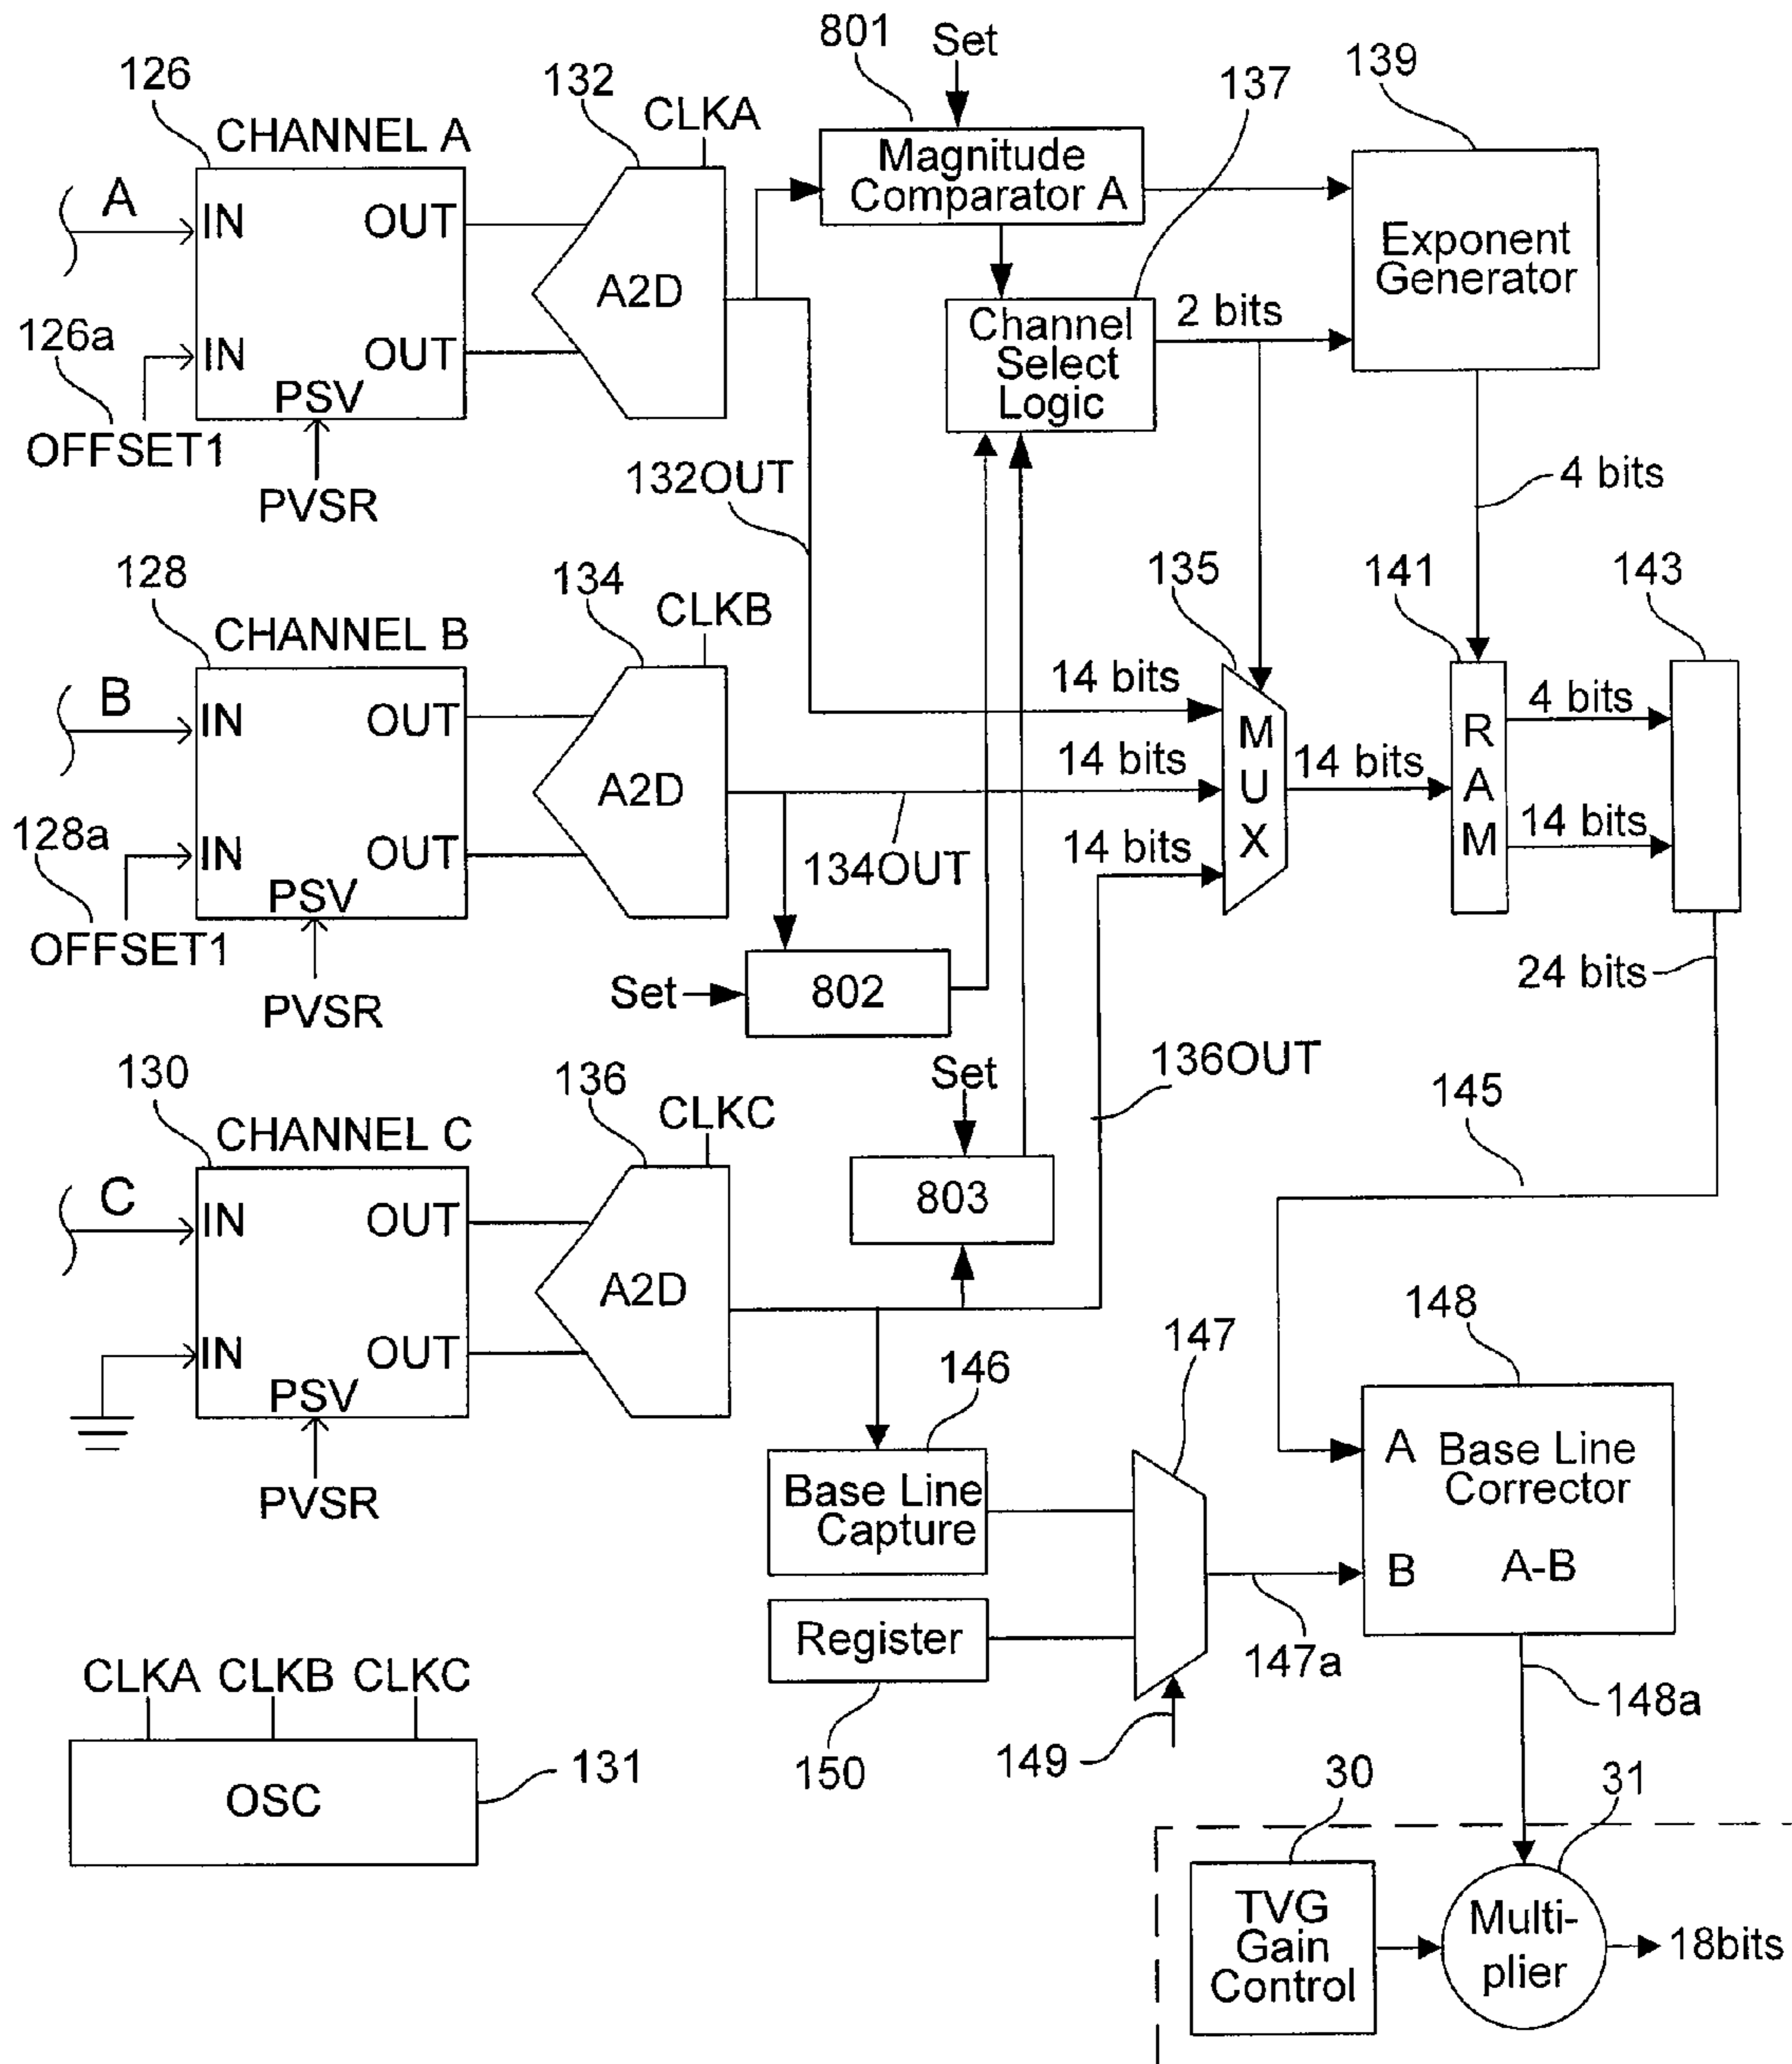 801
Set
126
132
137
139
CHANNEL A
CLKA
Magnitude
Comparator A
A
IN
OUT
A2D
Exponent
Generator
126a
IN
OUT
PSV
Channel
Select
Logic
2 bits
OFFSET1
PVSR
132OUT
4 bits
128
134
135
141
143
CHANNEL B
CLKB
B
IN
OUT
A2D
14 bits
14 bits
14 bits
M
U
X
14 bits
R
A
M
4 bits
14 bits
128a
IN
OUT
PSV
134OUT
OFFSET1
PVSR
Set
802
24 bits
130
136
Set
136OUT
145
CHANNEL C
CLKC
C
IN
OUT
A2D
803
IN
OUT
PSV
PVSR
146
147
148
Base Line
Capture
A
Base Line
Corrector
B
A-B
Register
147a
148a
CLKA
CLKB
CLKC
OSC
131
150
149
30
31
TVG
Gain
Control
Multi-
plier
18bits